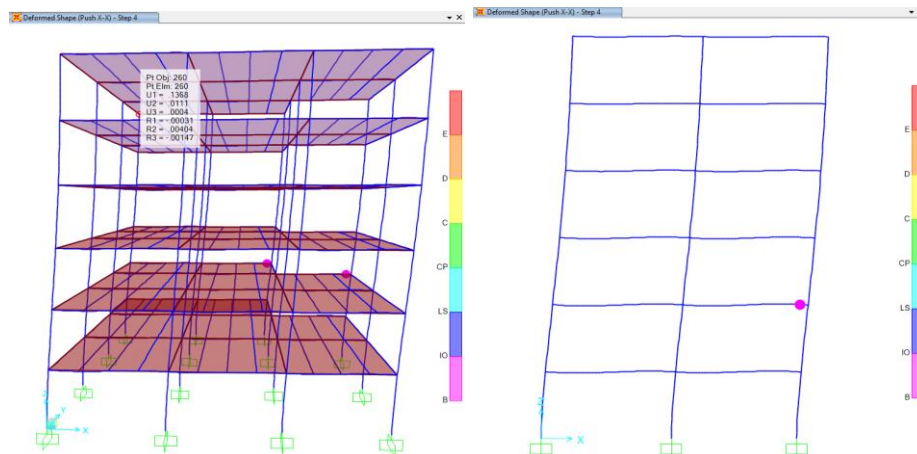 Deformed Shape (Push X-X) - Step 4
Pt Obj: 260
Pt Elm: 260
U1 = .1368
U2 = .0111
U3 = .0004
R1 = -.00031
R2 = .00404
R3 = -.00147
E
D
C
CP
LS
IO
B
Z
Y
X
Deformed Shape (Push X-X) - Step 4
E
D
C
CP
LS
IO
B
Z
X